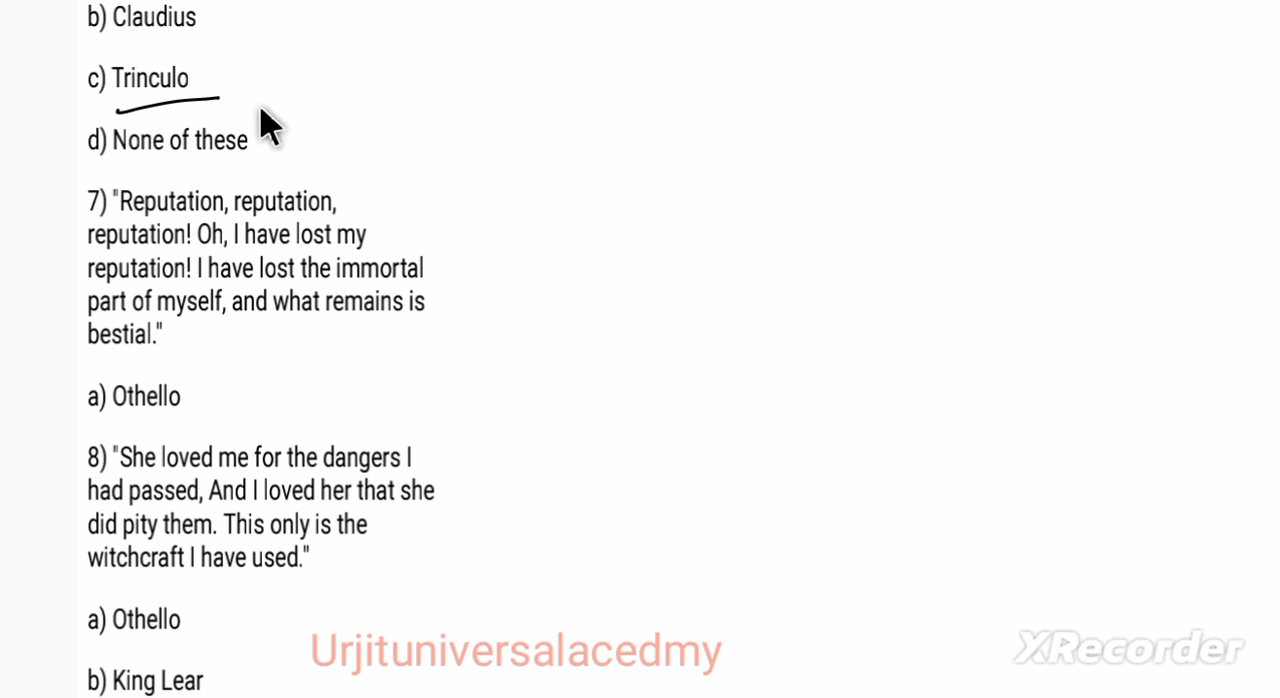 b) Claudius
c) Trinculo
d) None of these
7) "Reputation, reputation,
reputation! Oh, I have lost my
reputation! I have lost the immortal
part of myself, and what remains is
bestial."
a) Othello
8) "She loved me for the dangers I
had passed, And I loved her that she
did pity them. This only is the
witchcraft I have used."
a) Othello
b) King Lear
Urjituniversalacedmy
XRecorder